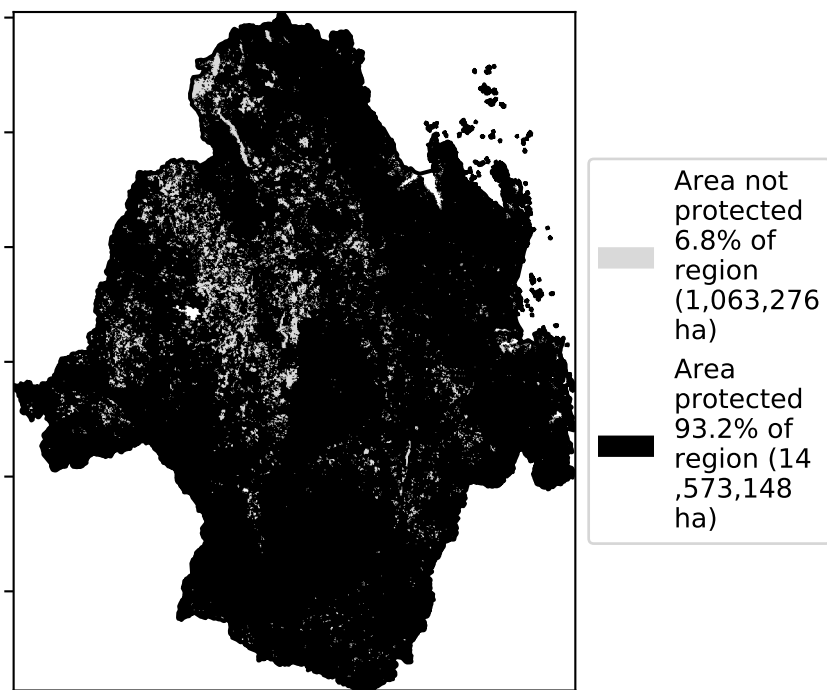 Area not
protected
6.8% of
region
(1,063,276
ha)
Area
protected
93.2% of
region (14
,573,148
ha)